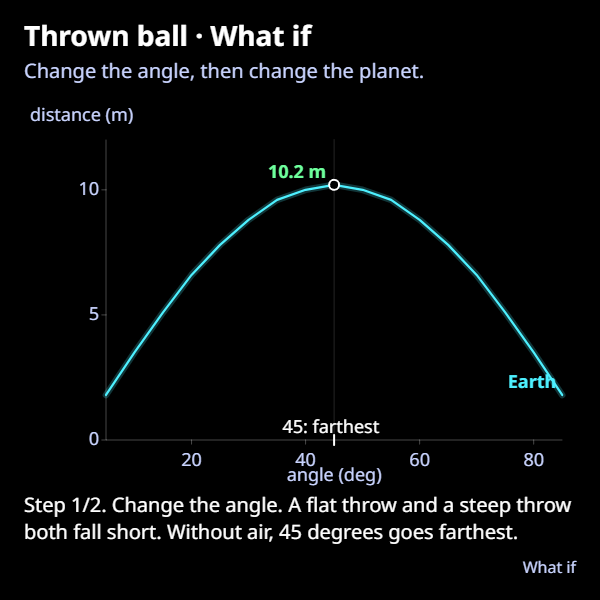 Thrown ball · What if
Change the angle, then change the planet.
distance (m)
10.2 m
10
5
Earth
45: farthest
0
20 40 60 80
angle (deg)
Step 1/2. Change the angle. A flat throw and a steep throw
both fall short. Without air, 45 degrees goes farthest.
What if